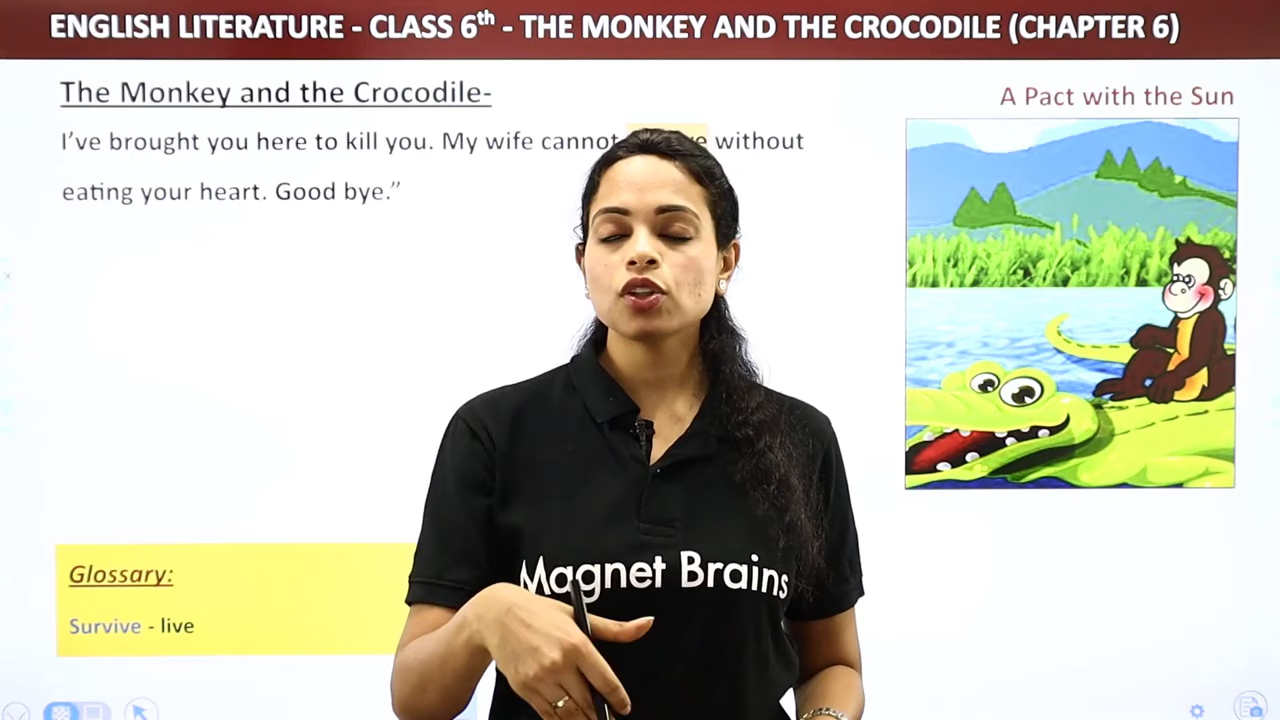 ENGLISH LITERATURE - CLASS 6th - THE MONKEY AND THE CROCODILE (CHAPTER 6)
The Monkey and the Crocodile-
A Pact with the Sun
I’ve brought you here to kill you. My wife cannot without
eating your heart. Good bye.”
Magnet Brains
Glossary:
Survive - live